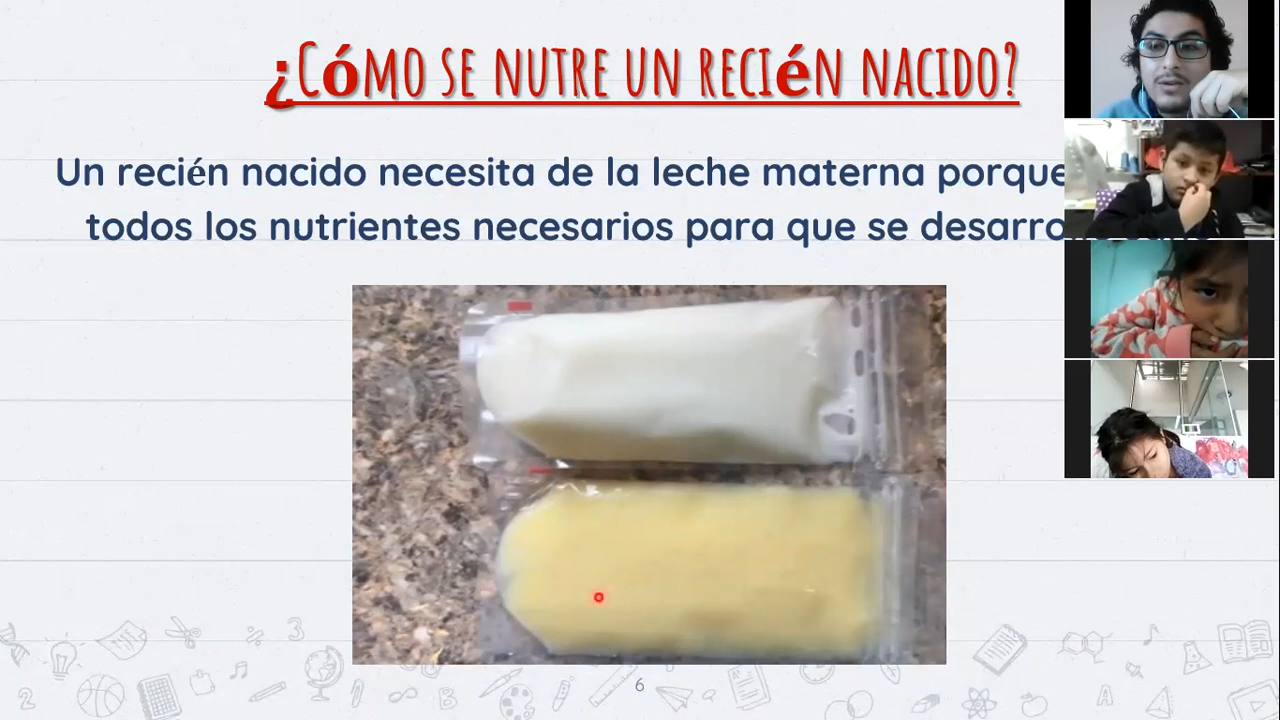 ¿Cómo se nutre un recién nacido?
Un recién nacido necesita de la leche materna porque
todos los nutrientes necesarios para que se
6